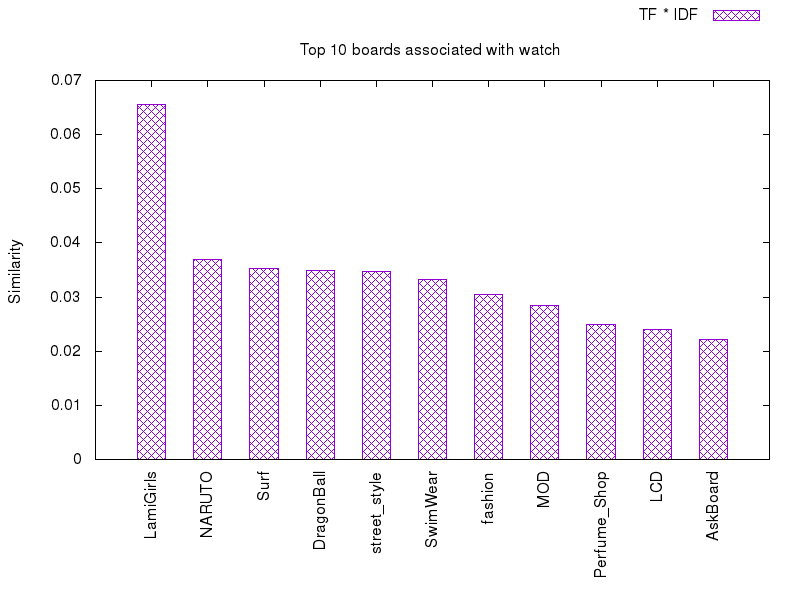 TF * IDF
Top 10 boards associated with watch
0.07
0.06
0.05
0.04
0.03
0.02
0.01
0
Similarity
LamiGirls
NARUTO
Surf
DragonBall
street_style
SwimWear
fashion
MOD
Perfume_Shop
LCD
AskBoard